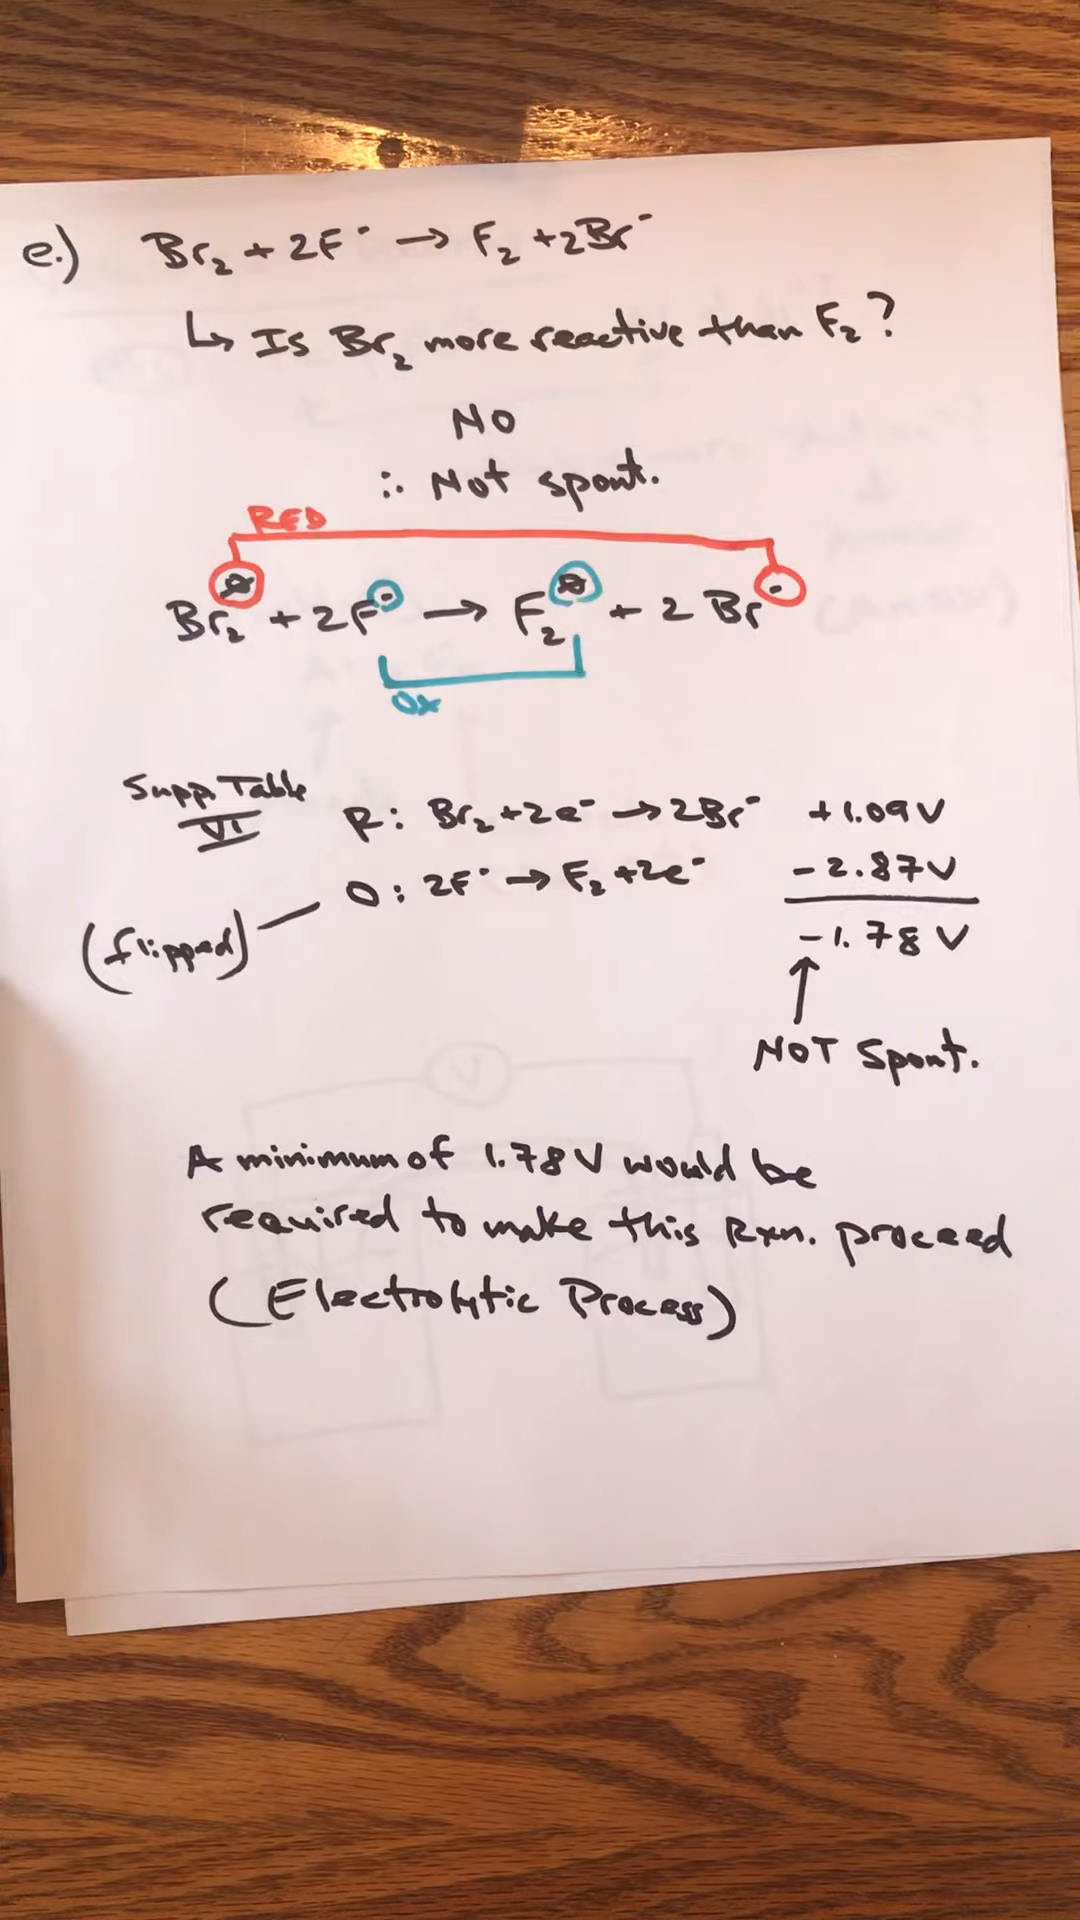 e.) Br₂ + 2F⁻ → F₂ + 2Br⁻
↳ Is Br₂ more reactive than F₂?
NO
∴ Not spont.
RED
Br₂ + 2F⁻ → F₂ + 2 Br⁻
Ox
Supp. Table
VI
R: Br₂ + 2e⁻ → 2Br⁻ +1.09V
O: 2F⁻ → F₂ + 2e⁻ -2.87V
(flipped)
-1.78 V
NOT Spont.
A minimum of 1.78V would be
required to make this Rxn. proceed
(Electrolytic Process)